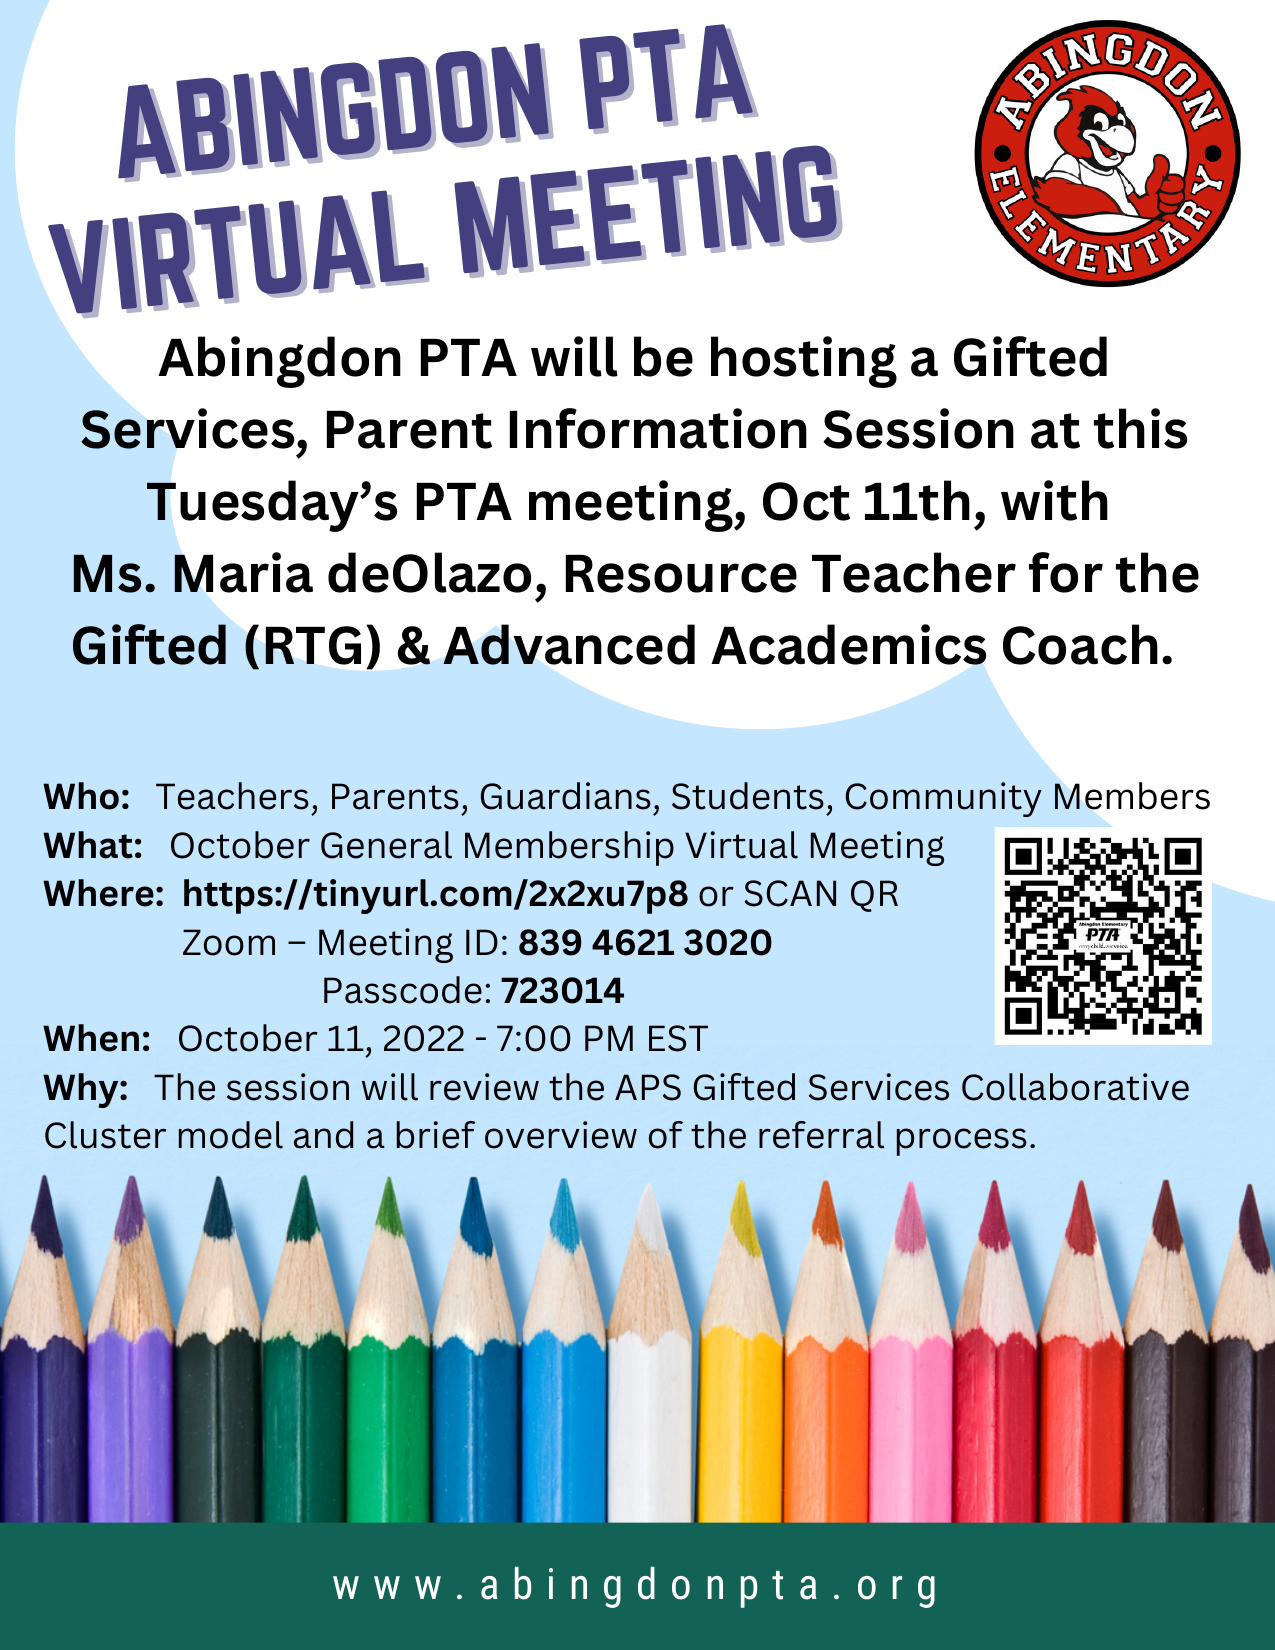 ABINGDON PTA
VIRTUAL MEETING
ABINGDON
ELEMENTARY
Abingdon PTA will be hosting a Gifted
Services, Parent Information Session at this
Tuesday’s PTA meeting, Oct 11th, with
Ms. Maria deOlazo, Resource Teacher for the
Gifted (RTG) & Advanced Academics Coach.
Who: Teachers, Parents, Guardians, Students, Community Members
What: October General Membership Virtual Meeting
Where: https://tinyurl.com/2x2xu7p8 or SCAN QR
Zoom – Meeting ID: 839 4621 3020
Passcode: 723014
Abingdon Elementary
PTA
everychild.onevoice.
When: October 11, 2022 - 7:00 PM EST
Why: The session will review the APS Gifted Services Collaborative
Cluster model and a brief overview of the referral process.
www.abingdonpta.org